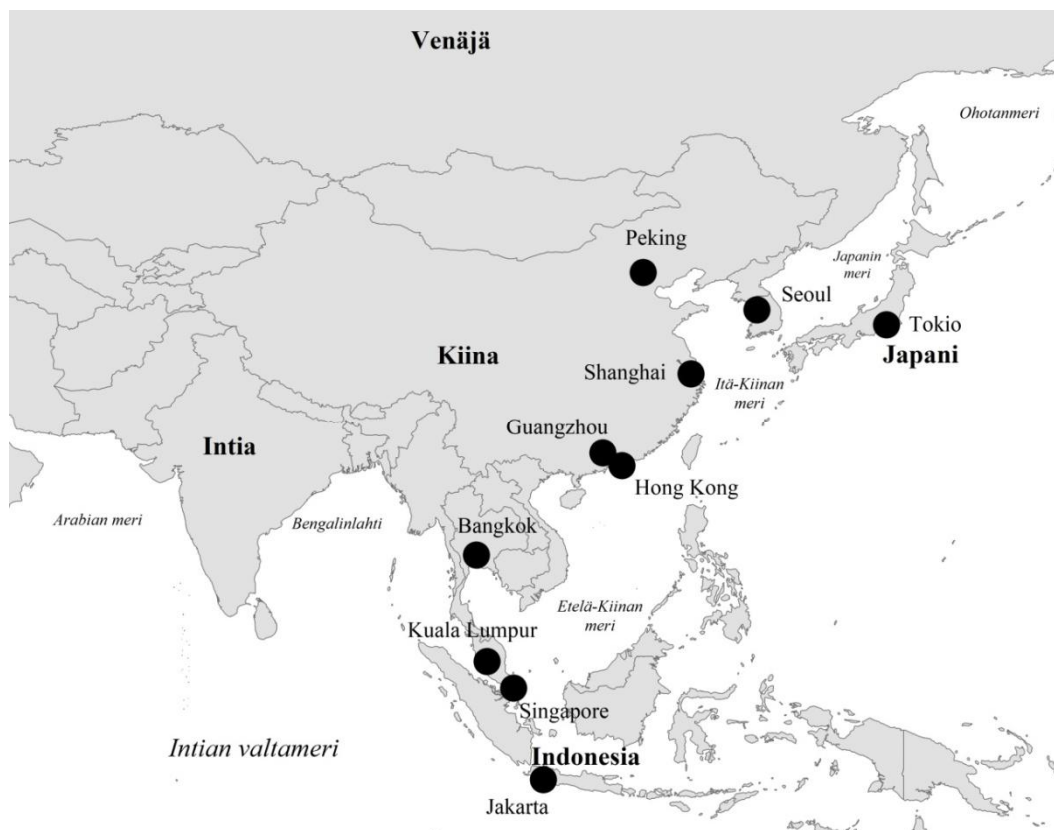 Venäjä
Ohotanmeri
Peking
Japanin
meri
Seoul
Tokio
Japani
Kiina
Shanghai
Itä-Kiinan
meri
Guangzhou
Intia
Hong Kong
Arabian meri
Bengalinlahti
Bangkok
Etelä-Kiinan
meri
Kuala Lumpur
Singapore
Intian valtameri
Indonesia
Jakarta